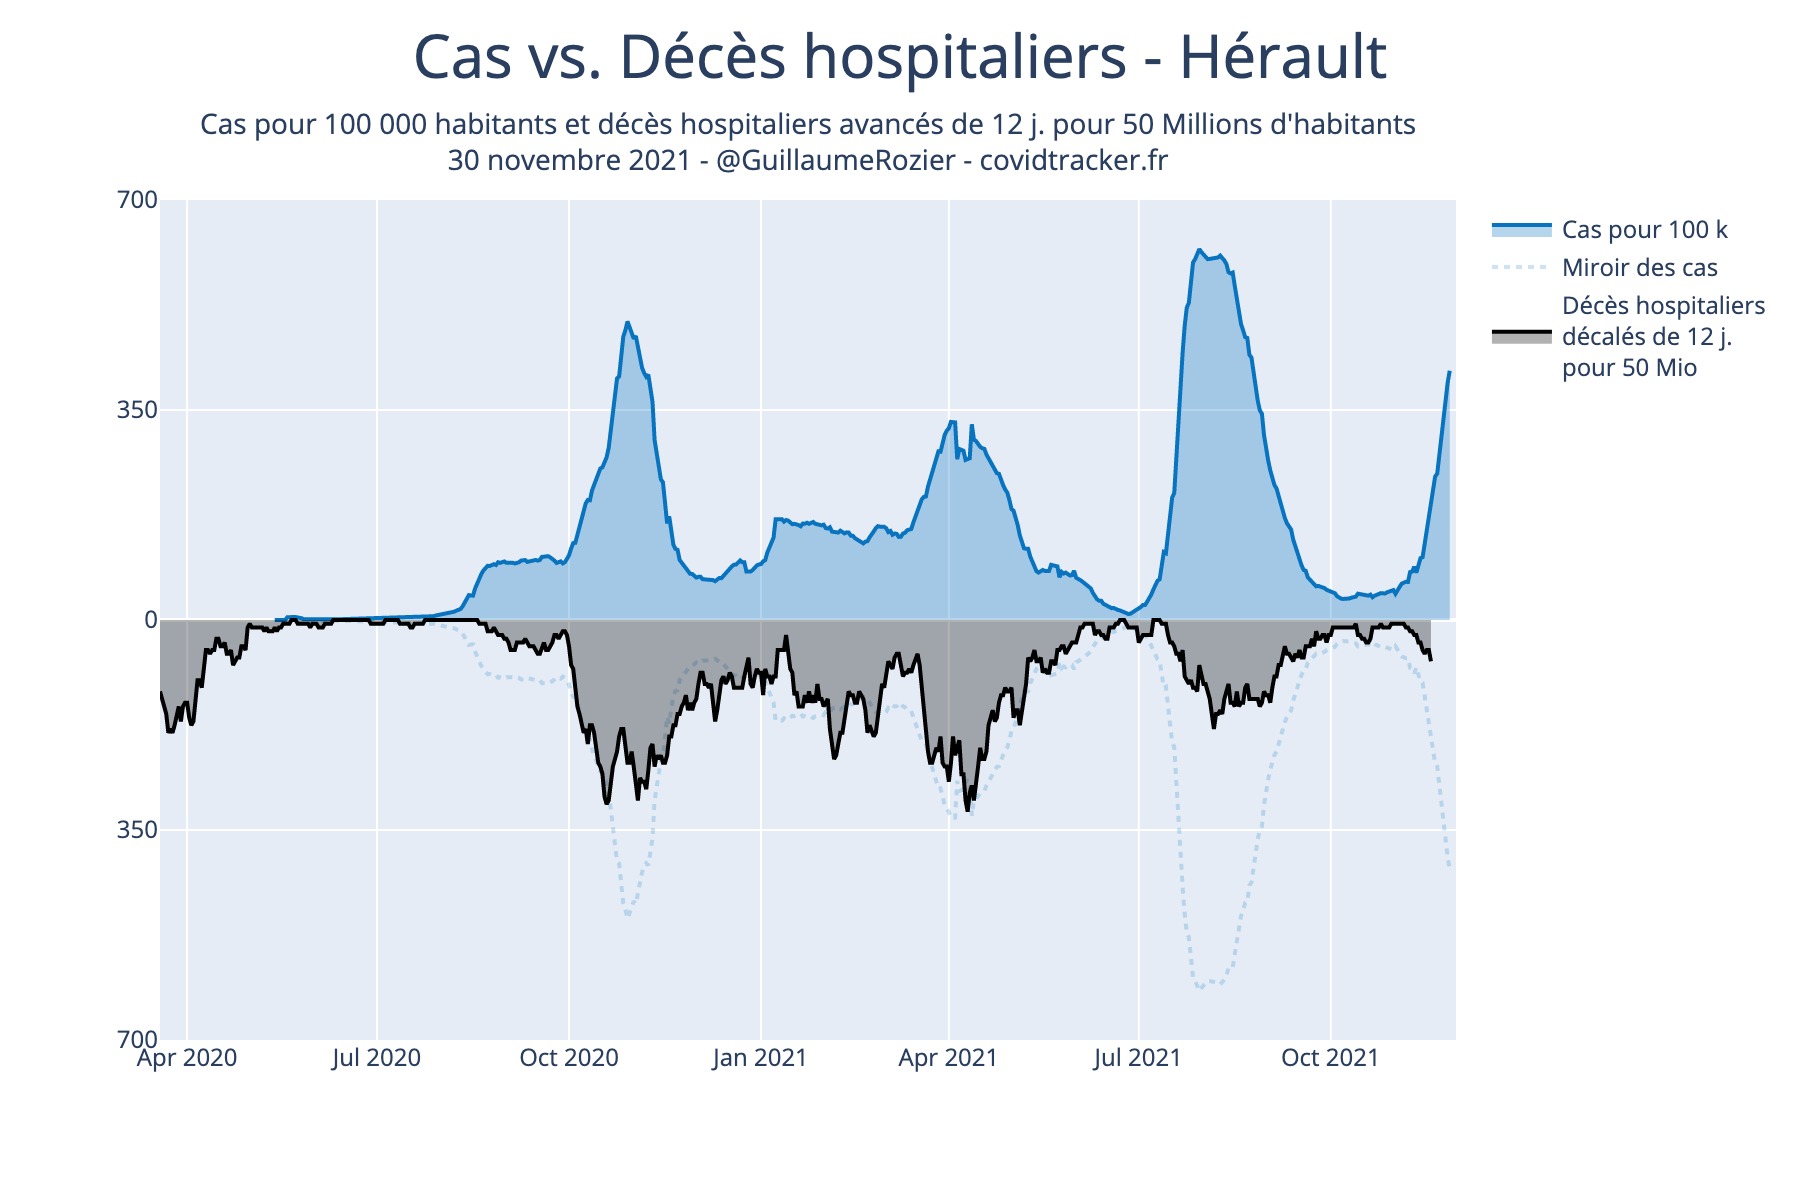 Cas vs. Décès hospitaliers - Hérault
Cas pour 100 000 habitants et décès hospitaliers avancés de 12 j. pour 50 Millions d'habitants
30 novembre 2021 - @GuillaumeRozier - covidtracker.fr
700
350
0
350
700
Apr 2020
Jul 2020
Oct 2020
Jan 2021
Apr 2021
Jul 2021
Oct 2021
Cas pour 100 k
Miroir des cas
Décès hospitaliers
décalés de 12 j.
pour 50 Mio